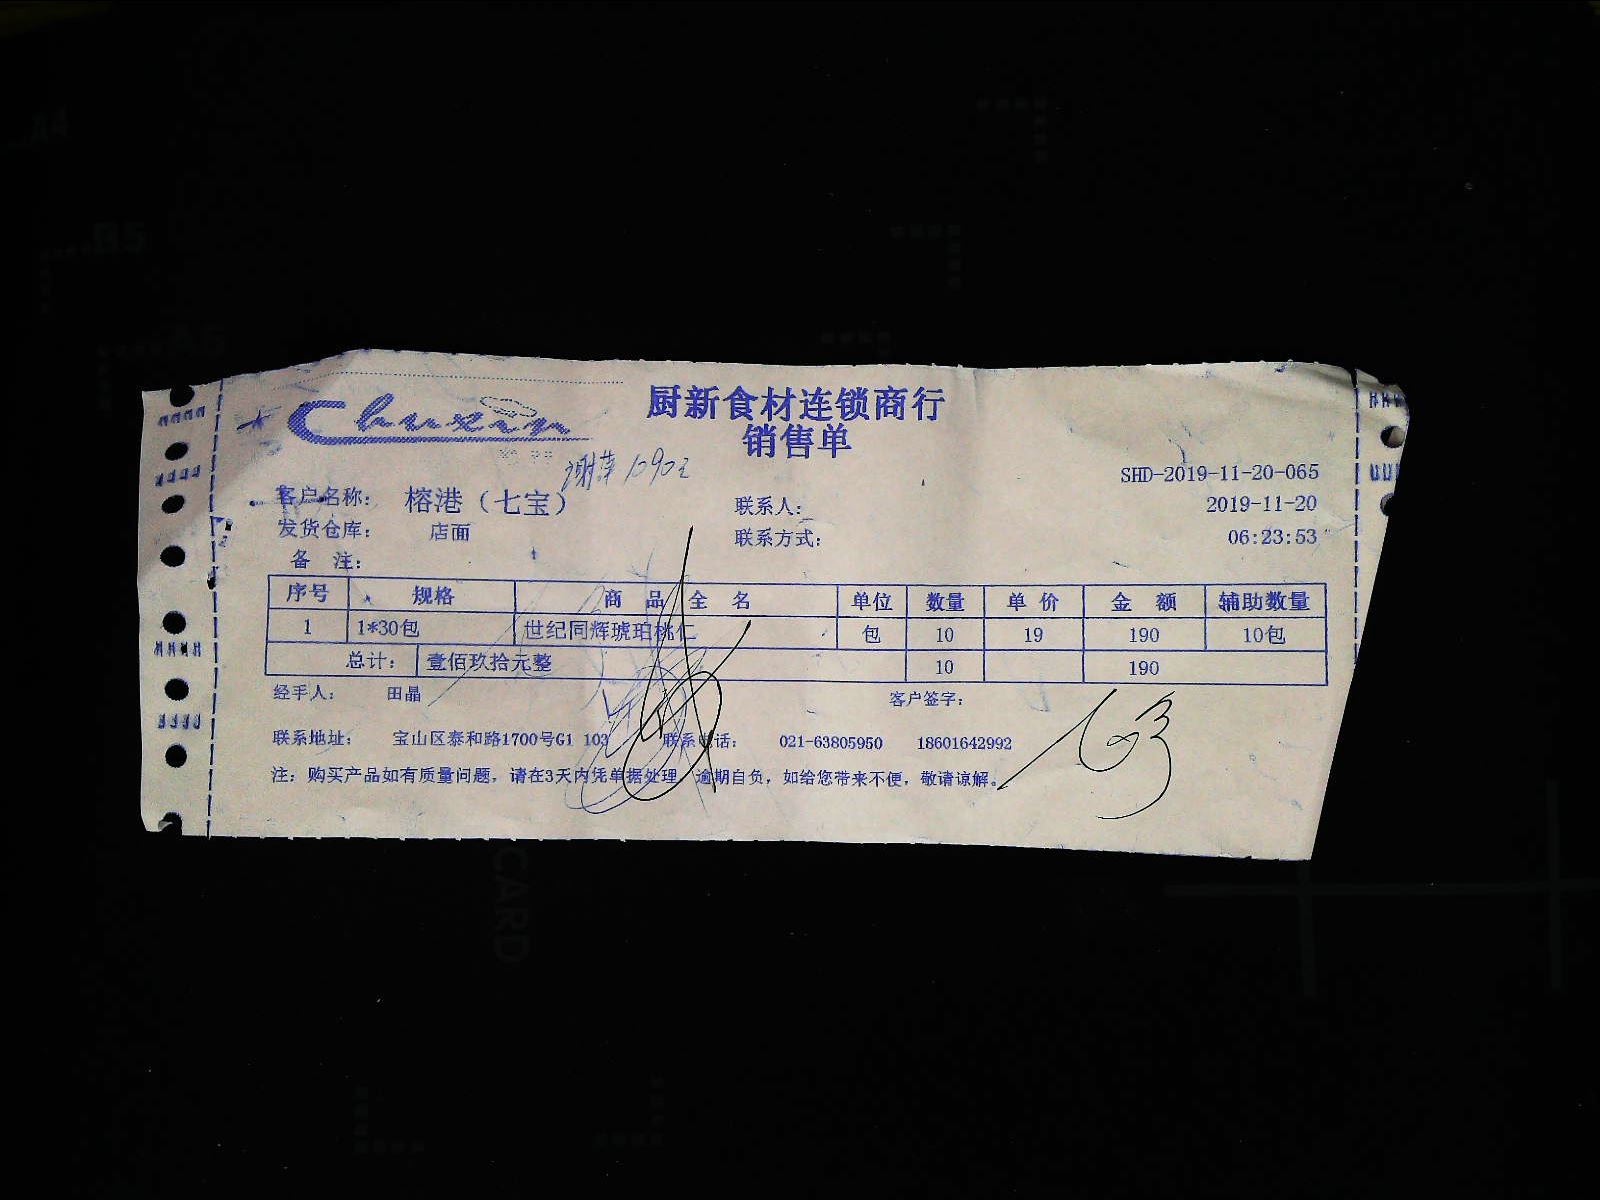 Chuxin
厨新食材连锁商行
销售单
SHD-2019-11-20-065
客户名称： 榕港（七宝） 联系人： 2019-11-20
发货仓库： 店面 联系方式： 06:23:53
备 注：
序号 规格 商 品 全 名 单位 数量 单 价 金 额 辅助数量
1 1*30包 世纪同辉琥珀桃仁 包 10 19 190 10包
总计： 壹佰玖拾元整 10 190
经手人： 田晶 客户签字：
联系地址： 宝山区泰和路1700号G1 103 联系电话： 021-63805950 18601642992
注：购买产品如有质量问题，请在3天内凭单据处理，逾期自负，如给您带来不便，敬请谅解。